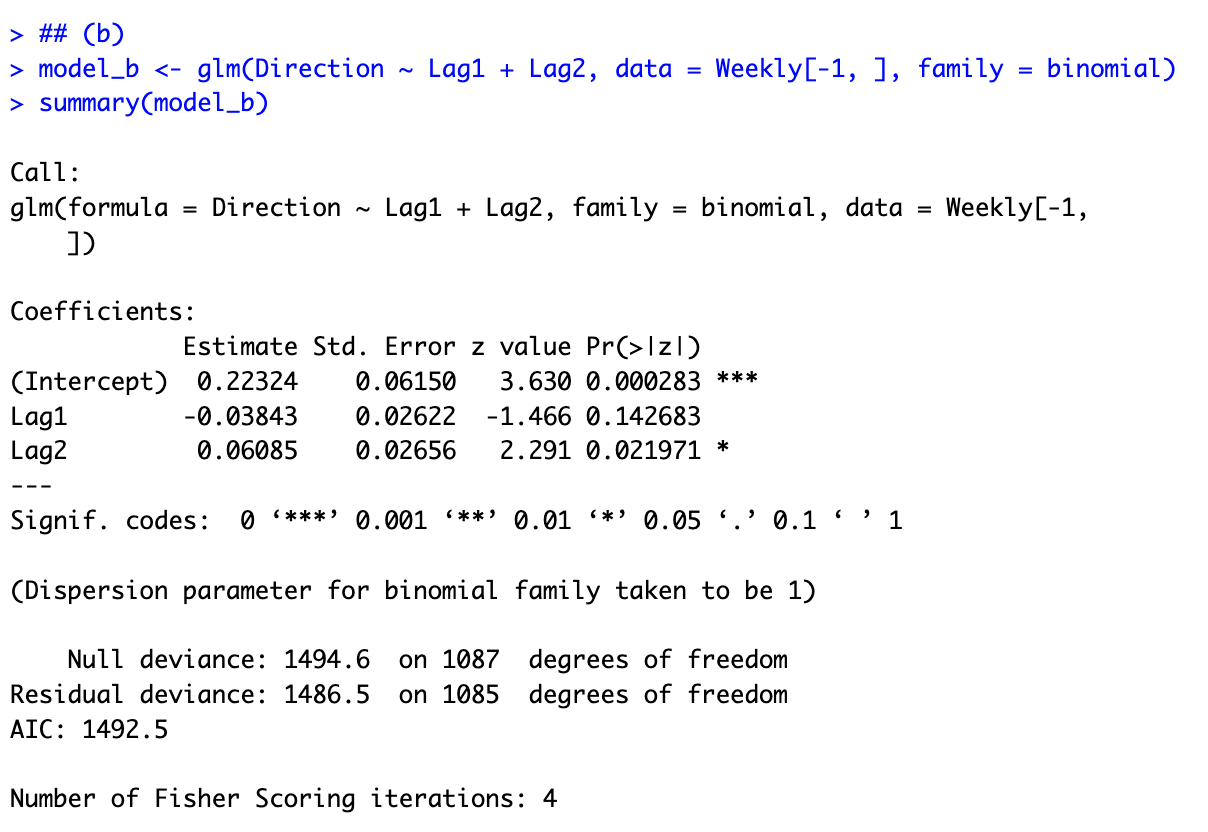 > ## (b)
> model_b <- glm(Direction ~ Lag1 + Lag2, data = Weekly[-1, ], family = binomial)
> summary(model_b)

Call:
glm(formula = Direction ~ Lag1 + Lag2, family = binomial, data = Weekly[-1, 
    ])

Coefficients:
            Estimate Std. Error z value Pr(>|z|)    
(Intercept)  0.22324    0.06150   3.630 0.000283 ***
Lag1        -0.03843    0.02622  -1.466 0.142683    
Lag2         0.06085    0.02656   2.291 0.021971 *  
---
Signif. codes:  0 ‘***’ 0.001 ‘**’ 0.01 ‘*’ 0.05 ‘.’ 0.1 ‘ ’ 1

(Dispersion parameter for binomial family taken to be 1)

    Null deviance: 1494.6  on 1087  degrees of freedom
Residual deviance: 1486.5  on 1085  degrees of freedom
AIC: 1492.5

Number of Fisher Scoring iterations: 4